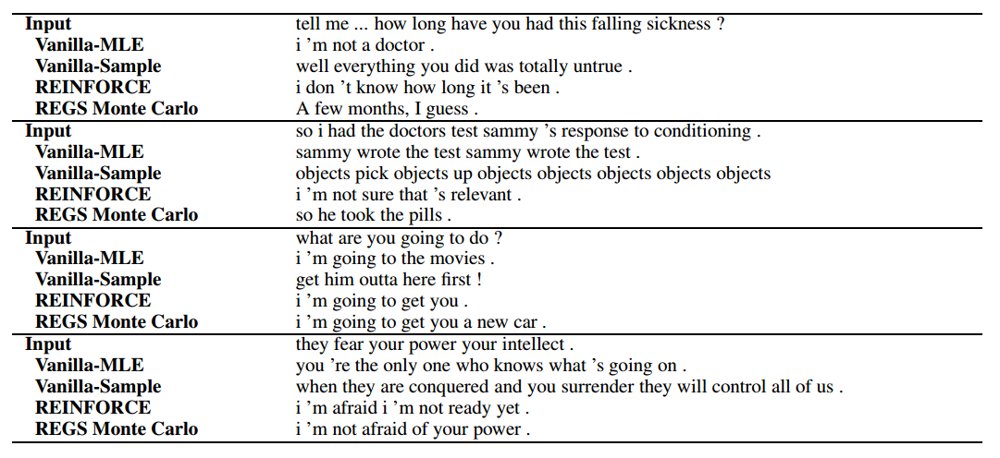 Input tell me ... how long have you had this falling sickness ?
Vanilla-MLE i ’m not a doctor .
Vanilla-Sample well everything you did was totally untrue .
REINFORCE i don ’t know how long it ’s been .
REGS Monte Carlo A few months, I guess .
Input so i had the doctors test sammy ’s response to conditioning .
Vanilla-MLE sammy wrote the test sammy wrote the test .
Vanilla-Sample objects pick objects up objects objects objects objects objects
REINFORCE i ’m not sure that ’s relevant .
REGS Monte Carlo so he took the pills .
Input what are you going to do ?
Vanilla-MLE i ’m going to the movies .
Vanilla-Sample get him outta here first !
REINFORCE i ’m going to get you .
REGS Monte Carlo i ’m going to get you a new car .
Input they fear your power your intellect .
Vanilla-MLE you ’re the only one who knows what ’s going on .
Vanilla-Sample when they are conquered and you surrender they will control all of us .
REINFORCE i ’m afraid i ’m not ready yet .
REGS Monte Carlo i ’m not afraid of your power .